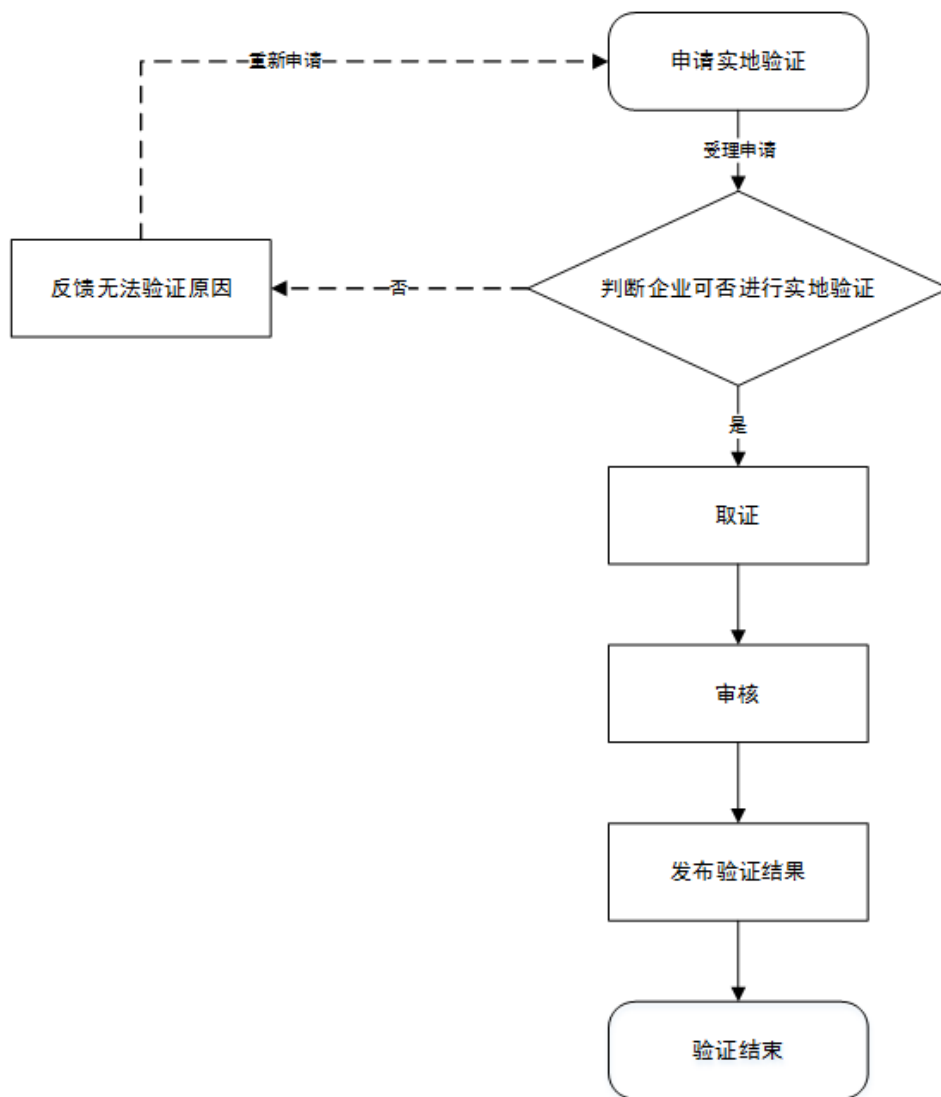 重新申请
申请实地验证
受理申请
反馈无法验证原因
否
判断企业可否进行实地验证
是
取证
审核
发布验证结果
验证结束